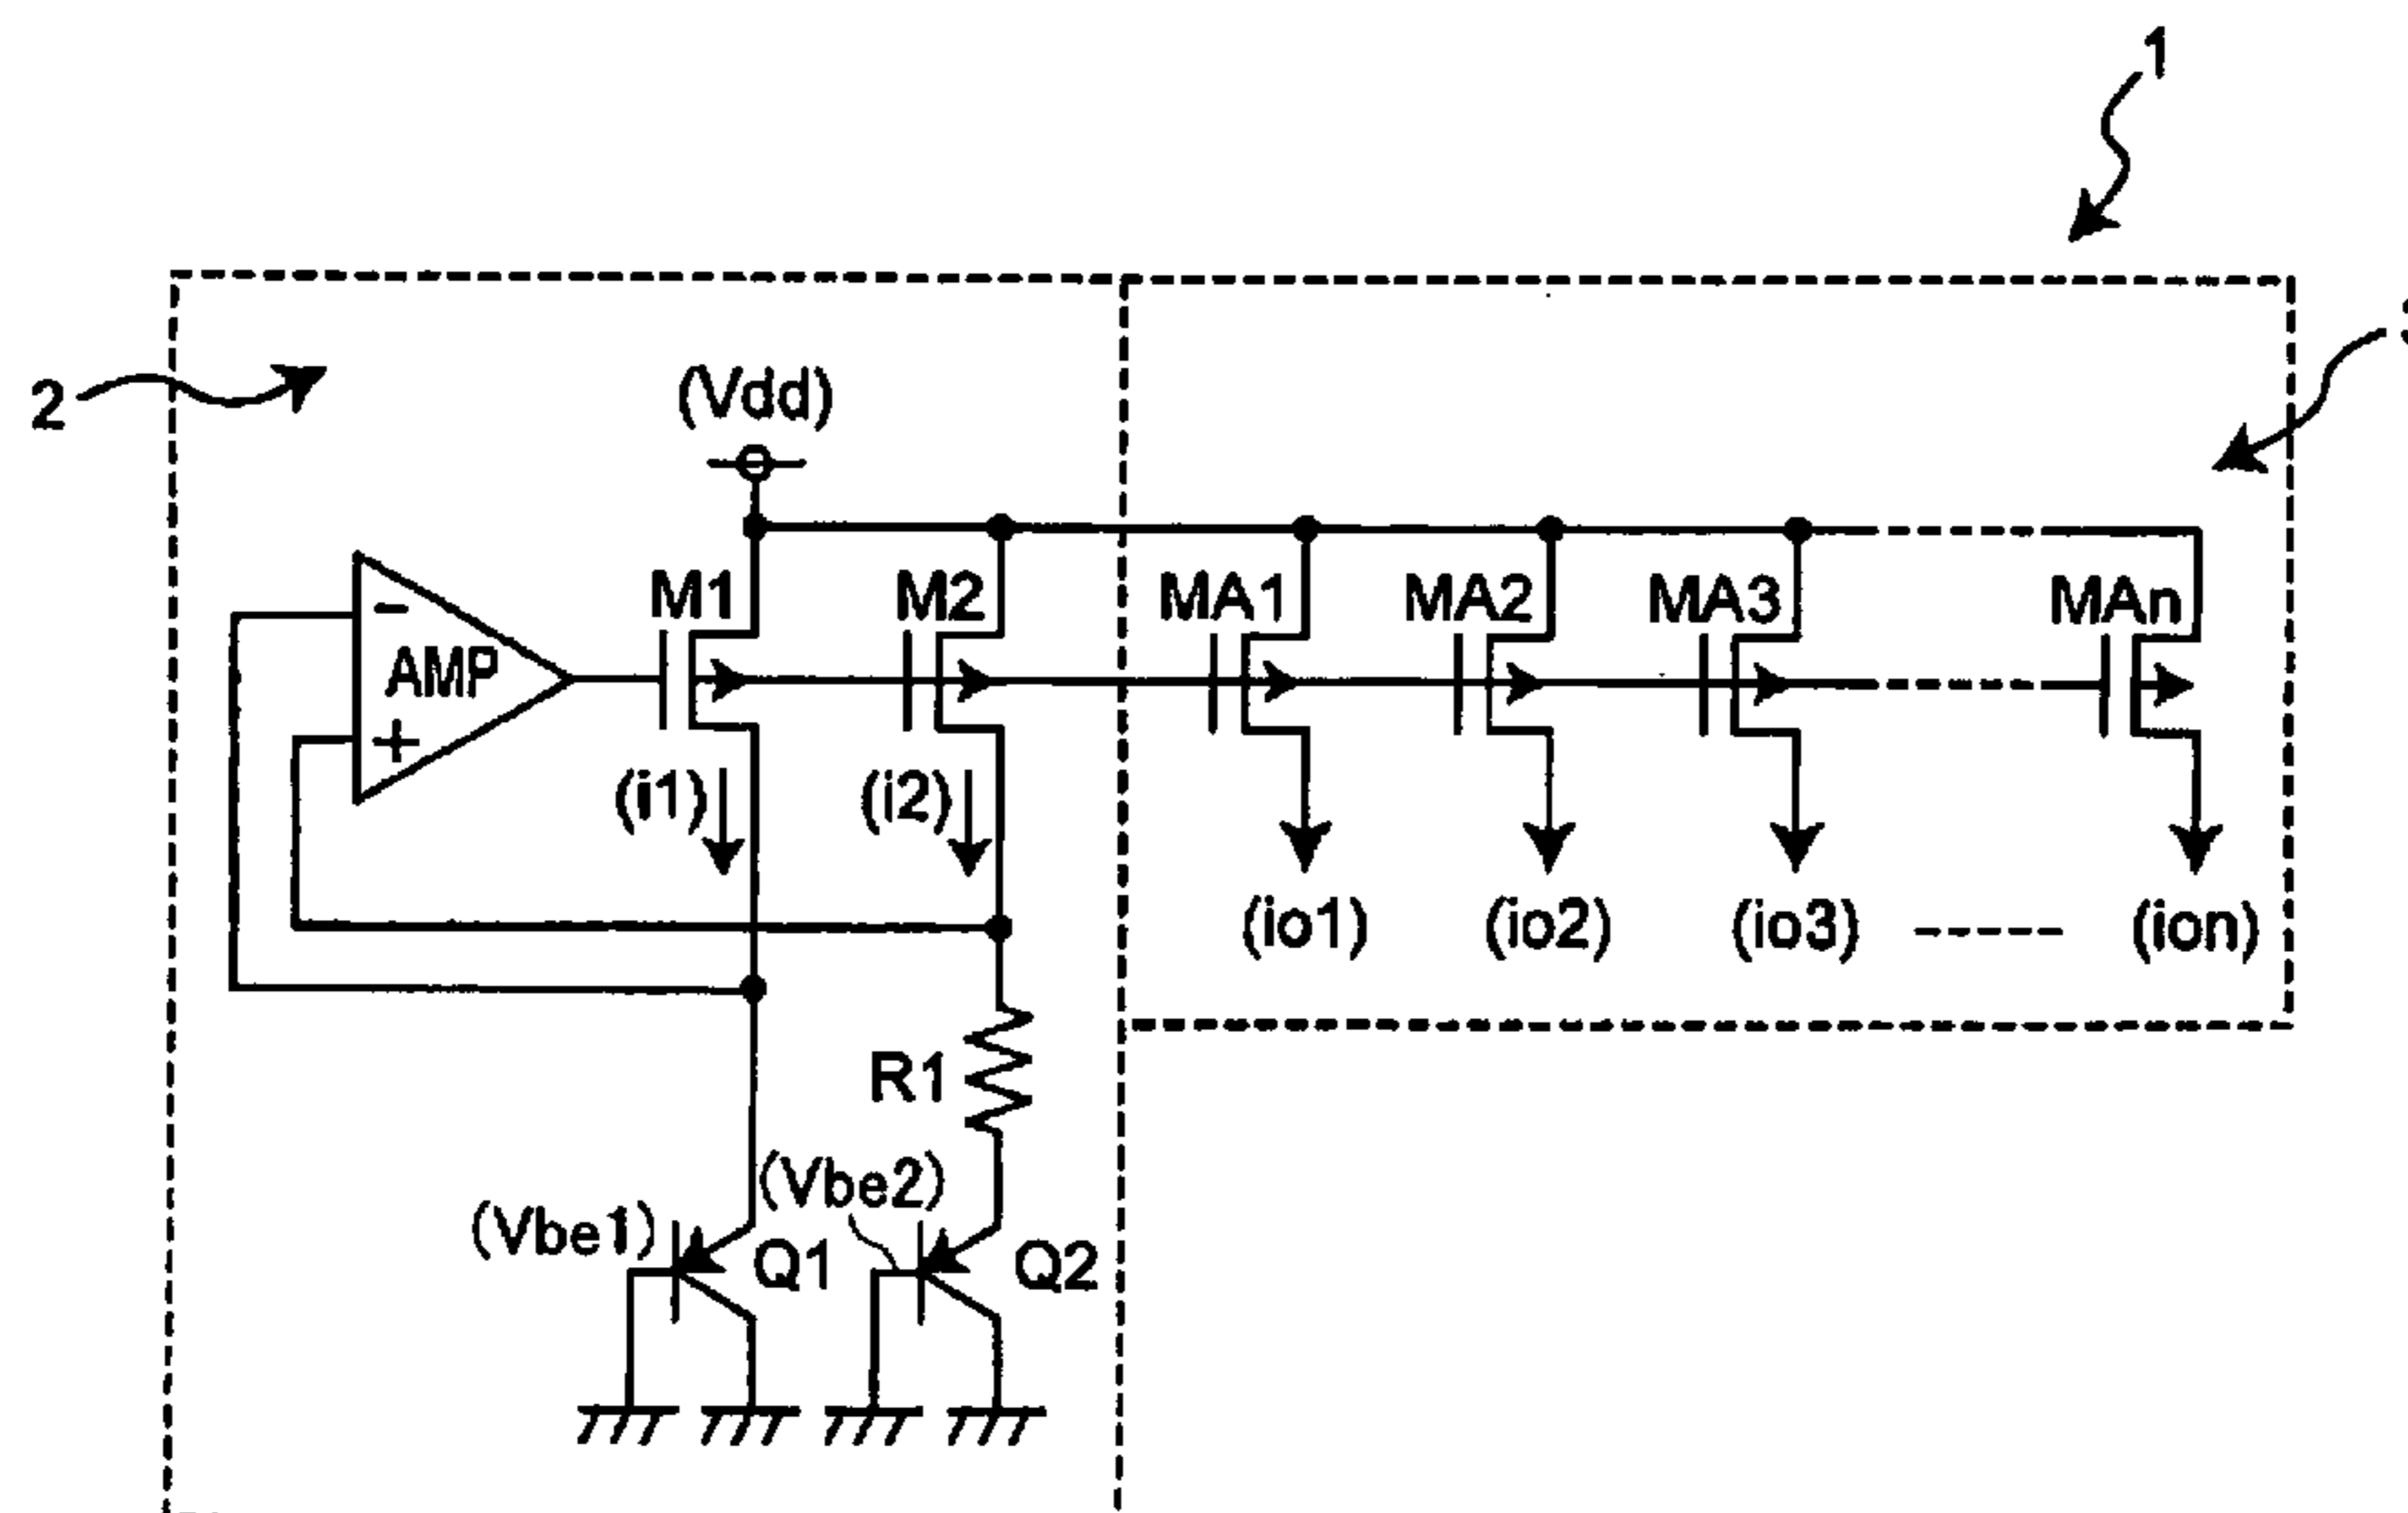 1
2
(Vdd)
M1
M2
MA1
MA2
MA3
MAn
-
AMP
+
(i1)
(i2)
(io1)
(io2)
(io3)
(ion)
R1
(Vbe2)
(Vbe1)
Q1
Q2